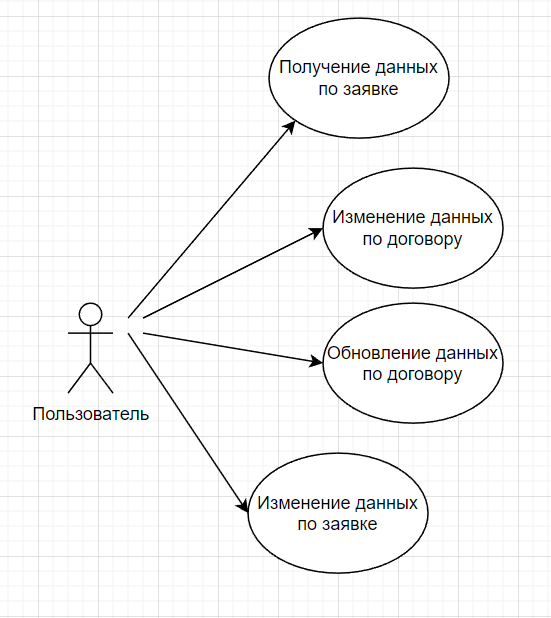 Получение данных
по заявке
Изменение данных
по договору
Обновление данных
по договору
Пользователь
Изменение данных
по заявке